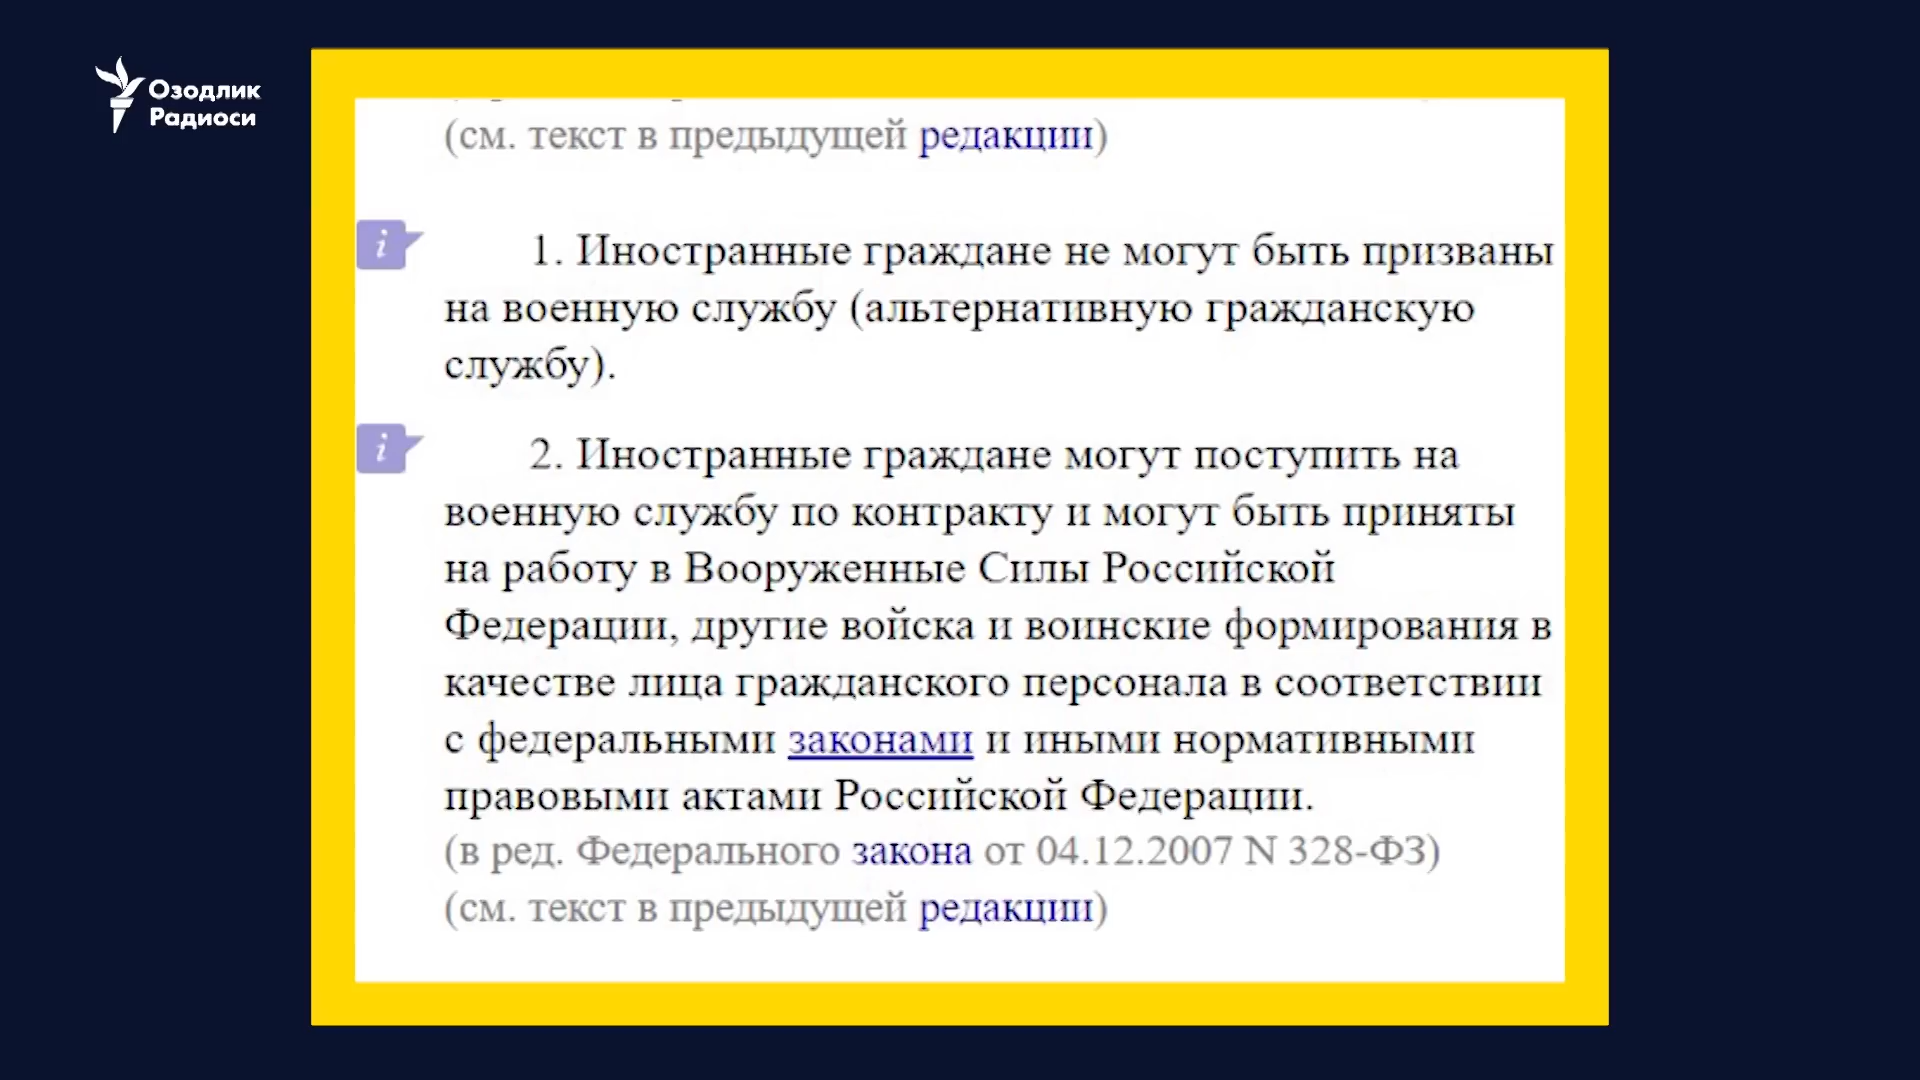 Озодлик
Радиоси
(см. текст в предыдущей редакции)
1. Иностранные граждане не могут быть призваны
на военную службу (альтернативную гражданскую
службу).
2. Иностранные граждане могут поступить на
военную службу по контракту и могут быть приняты
на работу в Вооруженные Силы Российской
Федерации, другие войска и воинские формирования в
качестве лица гражданского персонала в соответствии
с федеральными законами и иными нормативными
правовыми актами Российской Федерации.
(в ред. Федерального закона от 04.12.2007 N 328-ФЗ)
(см. текст в предыдущей редакции)